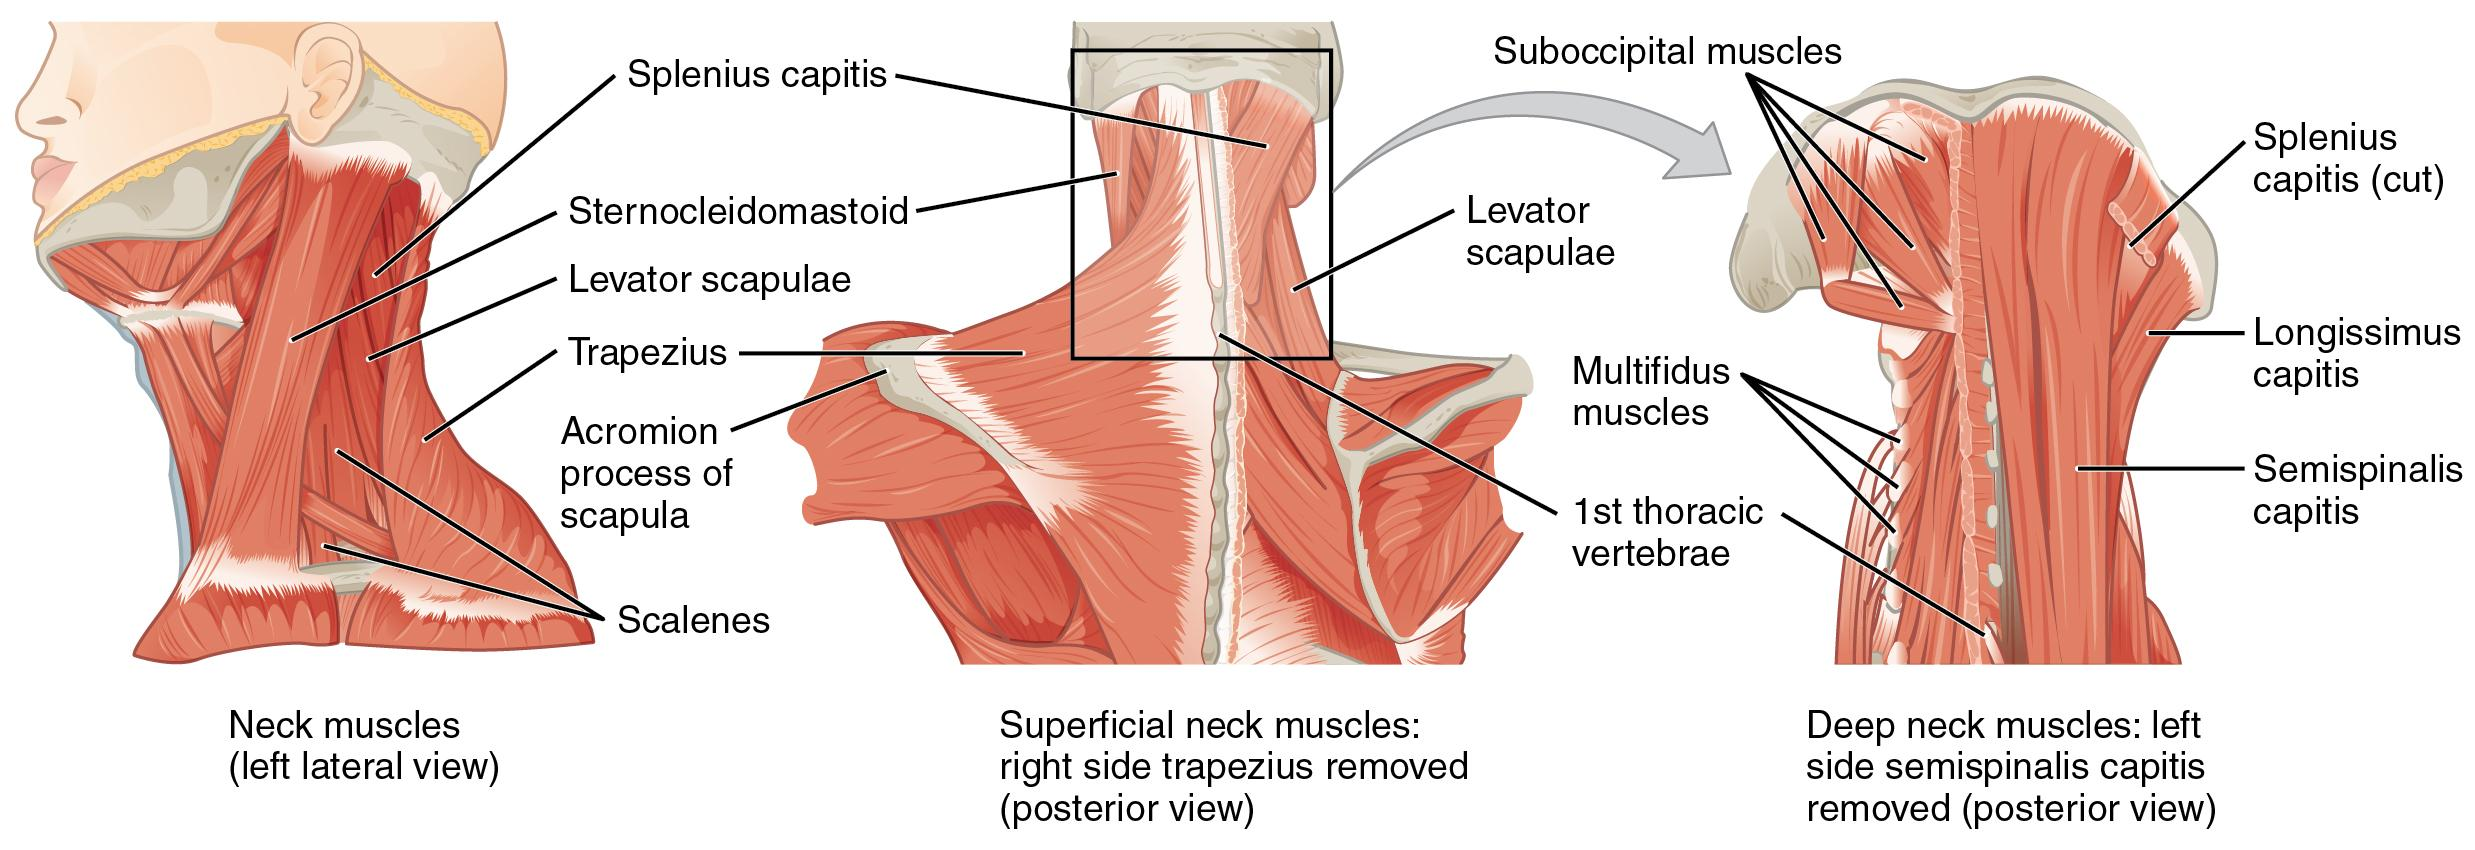 Splenius capitis
Sternocleidomastoid
Levator scapulae
Trapezius
Acromion
process of
scapula
Scalenes
Neck muscles
(left lateral view)
Levator
scapulae
1st thoracic
vertebrae
Superficial neck muscles:
right side trapezius removed
(posterior view)
Suboccipital muscles
Multifidus
muscles
Splenius
capitis (cut)
Longissimus
capitis
Semispinalis
capitis
Deep neck muscles: left
side semispinalis capitis
removed (posterior view)